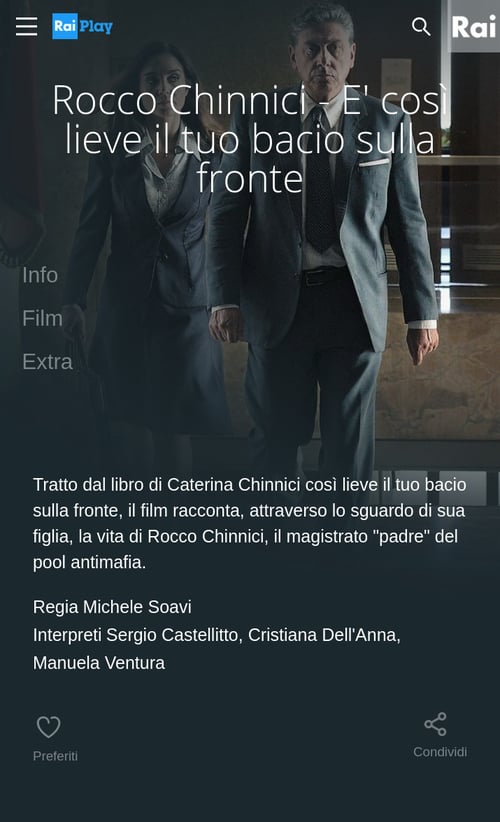 Rai Play
Rai
Rocco Chinnici - E' così
lieve il tuo bacio sulla
fronte
Info
Film
Extra
Tratto dal libro di Caterina Chinnici così lieve il tuo bacio
sulla fronte, il film racconta, attraverso lo sguardo di sua
figlia, la vita di Rocco Chinnici, il magistrato "padre" del
pool antimafia.
Regia Michele Soavi
Interpreti Sergio Castellitto, Cristiana Dell'Anna,
Manuela Ventura
Preferiti
Condividi